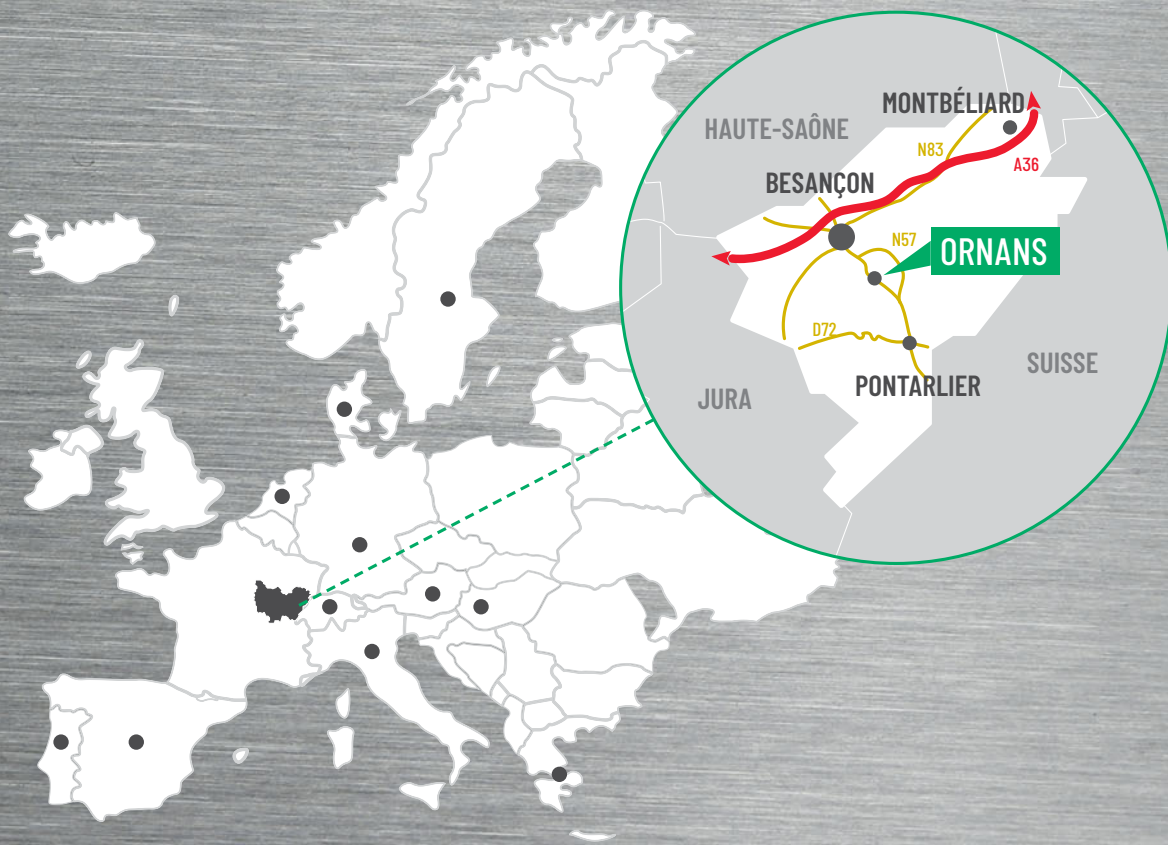 MONTBÉLIARD
HAUTE-SAÔNE
N83
A36
BESANÇON
N57
ORNANS
D72
SUISSE
PONTARLIER
JURA